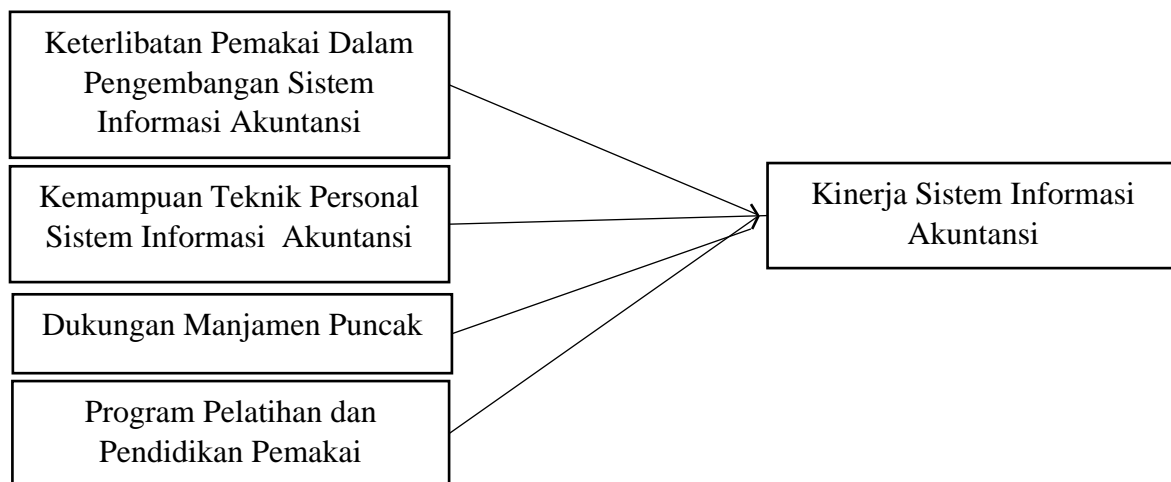 Keterlibatan Pemakai Dalam
Pengembangan Sistem
Informasi Akuntansi
Kemampuan Teknik Personal
Sistem Informasi  Akuntansi
Dukungan Manjamen Puncak
Program Pelatihan dan
Pendidikan Pemakai
Kinerja Sistem Informasi
Akuntansi